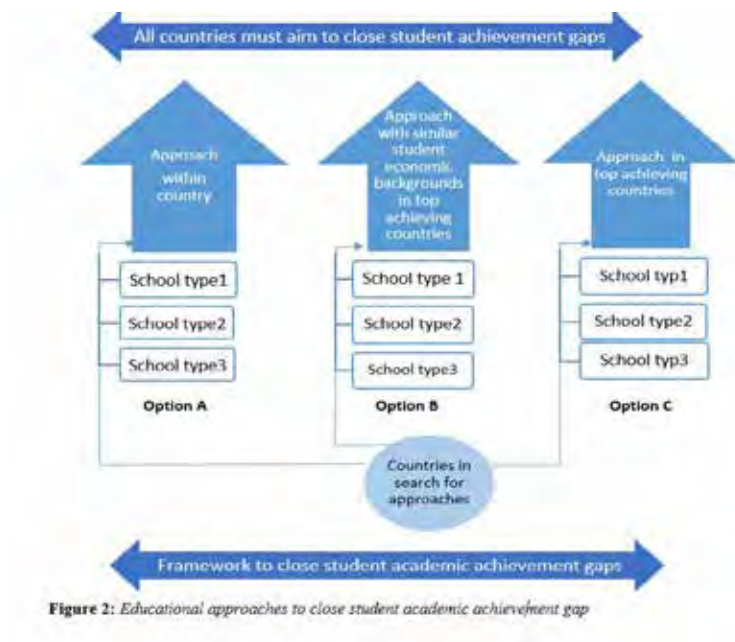 All countries must aim to close student achievement gaps
Approach
within
country
Approach
with similar
student
economic
backgrounds
in top
achieving
countries
Approach in
top achieving
countries
School type1
School type2
School type3
Option A
School type 1
School type2
School type3
Option B
School typ1
School type2
School typ3
Option C
Countries in
search for
approaches
Framework to close student academic achievement gaps
Figure 2: Educational approaches to close student academic achievement gap